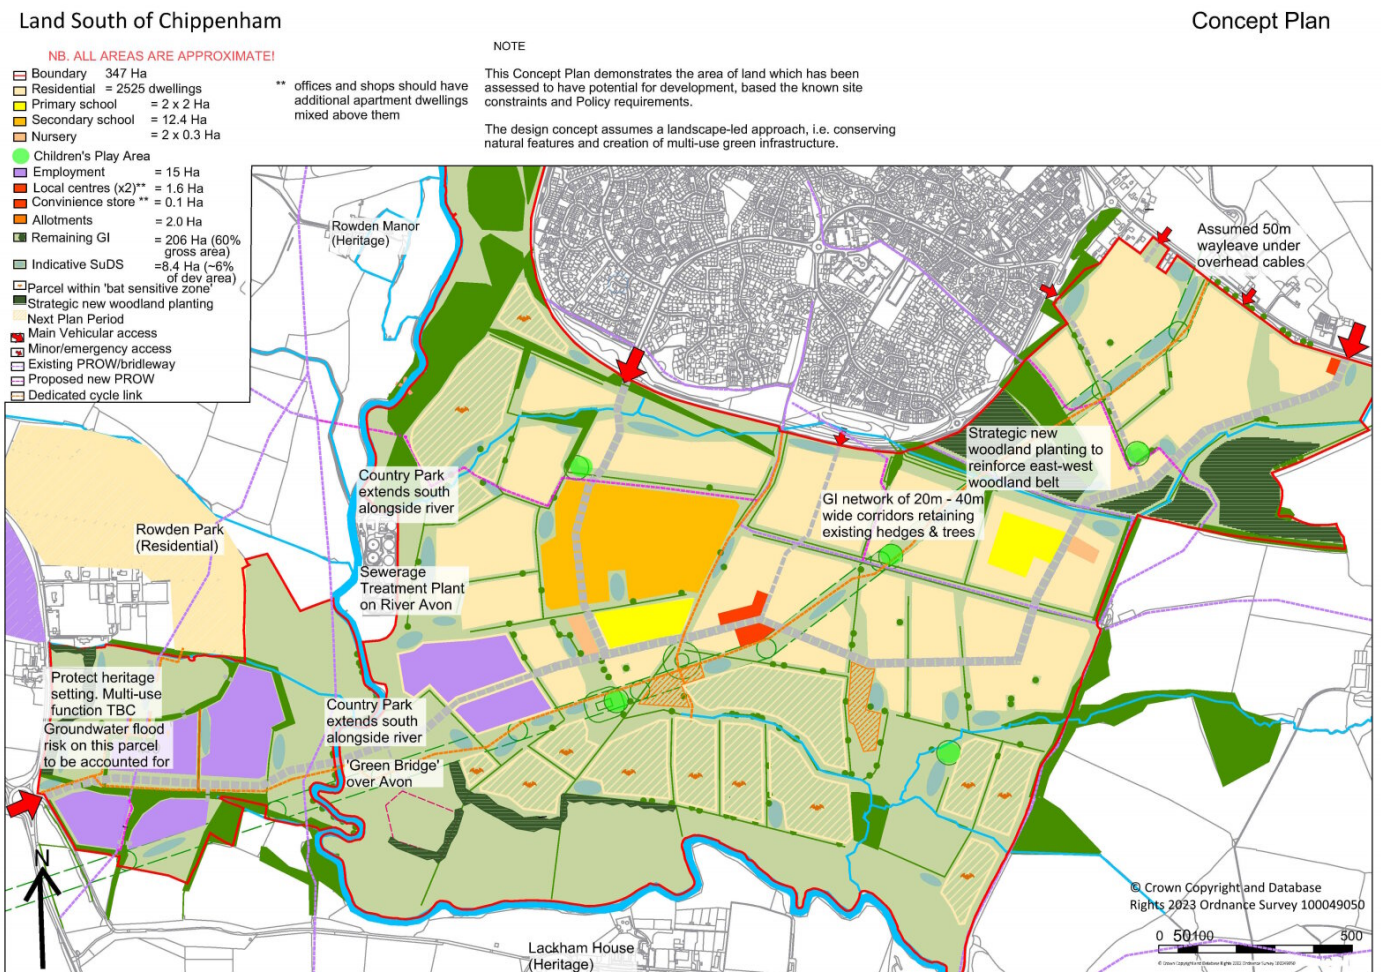 Land South of Chippenham
Concept Plan
NB. ALL AREAS ARE APPROXIMATE!
Boundary 347 Ha
Residential = 2525 dwellings
Primary school = 2 x 2 Ha
Secondary school = 12.4 Ha
Nursery = 2 x 0.3 Ha
Children's Play Area
Employment = 15 Ha
Local centres (x2)** = 1.6 Ha
Convinience store ** = 0.1 Ha
Allotments = 2.0 Ha
Remaining GI = 206 Ha (60%
gross area)
Indicative SuDS =8.4 Ha (~6%
of dev area)
Parcel within 'bat sensitive zone'
Strategic new woodland planting
Next Plan Period
Main Vehicular access
Minor/emergency access
Existing PROW/bridleway
Proposed new PROW
Dedicated cycle link
** offices and shops should have
additional apartment dwellings
mixed above them
NOTE
This Concept Plan demonstrates the area of land which has been
assessed to have potential for development, based the known site
constraints and Policy requirements.
The design concept assumes a landscape-led approach, i.e. conserving
natural features and creation of multi-use green infrastructure.
Rowden Manor
(Heritage)
Assumed 50m
wayleave under
overhead cables
Strategic new
woodland planting to
reinforce east-west
woodland belt
Country Park
extends south
alongside river
GI network of 20m - 40m
wide corridors retaining
existing hedges & trees
Rowden Park
(Residential)
Sewerage
Treatment Plant
on River Avon
Protect heritage
setting. Multi-use
function TBC
Groundwater flood
risk on this parcel
to be accounted for
Country Park
extends south
alongside river
'Green Bridge'
over Avon
N
Lackham House
(Heritage)
© Crown Copyright and Database
Rights 2023 Ordnance Survey 100049050
0 50100 500